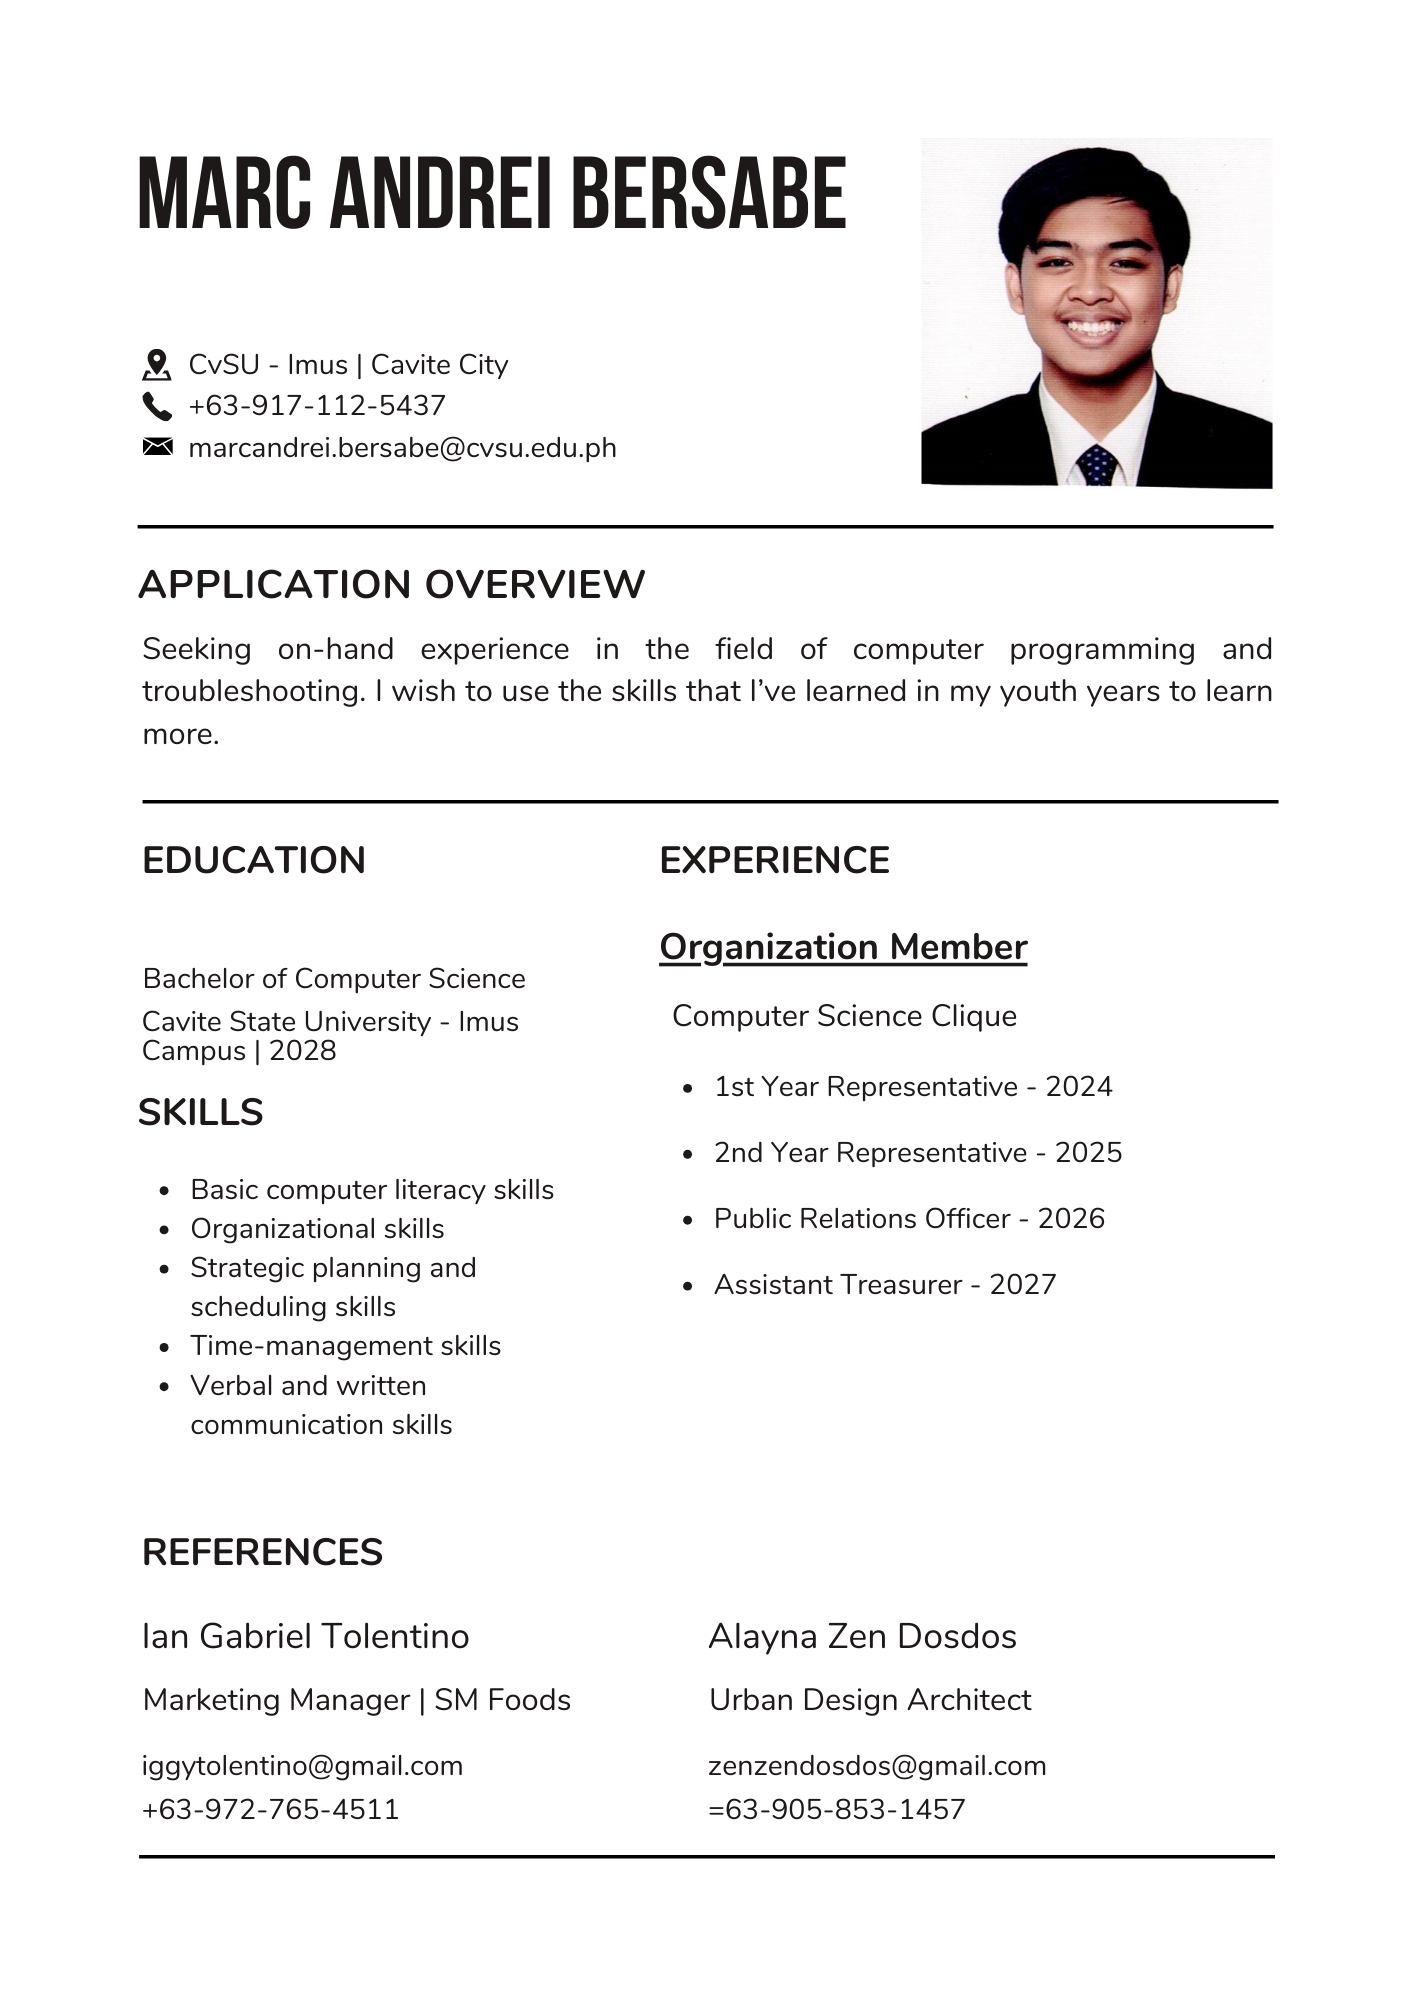 MARC ANDREI BERSABE
CvSU - Imus | Cavite City
+63-917-112-5437
marcandrei.bersabe@cvsu.edu.ph
APPLICATION OVERVIEW
Seeking on-hand experience in the field of computer programming and
troubleshooting. I wish to use the skills that I’ve learned in my youth years to learn
more.
EDUCATION
Bachelor of Computer Science
Cavite State University - Imus
Campus | 2028
SKILLS
• Basic computer literacy skills
• Organizational skills
• Strategic planning and
scheduling skills
• Time-management skills
• Verbal and written
communication skills
EXPERIENCE
Organization Member
Computer Science Clique
• 1st Year Representative - 2024
• 2nd Year Representative - 2025
• Public Relations Officer - 2026
• Assistant Treasurer - 2027
REFERENCES
Ian Gabriel Tolentino
Marketing Manager | SM Foods
iggytolentino@gmail.com
+63-972-765-4511
Alayna Zen Dosdos
Urban Design Architect
zenzendosdos@gmail.com
=63-905-853-1457